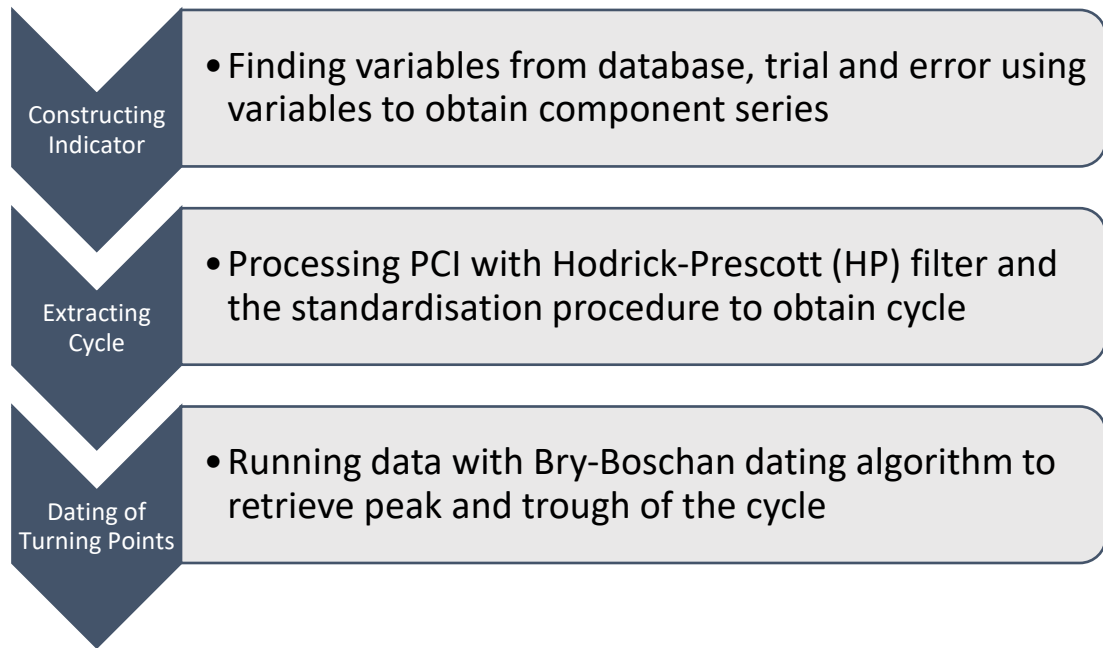 Constructing
Indicator
•Finding variables from database, trial and error using
variables to obtain component series
Extracting
Cycle
•Processing PCI with Hodrick-Prescott (HP) filter and
the standardisation procedure to obtain cycle
Dating of
Turning Points
•Running data with Bry-Boschan dating algorithm to
retrieve peak and trough of the cycle